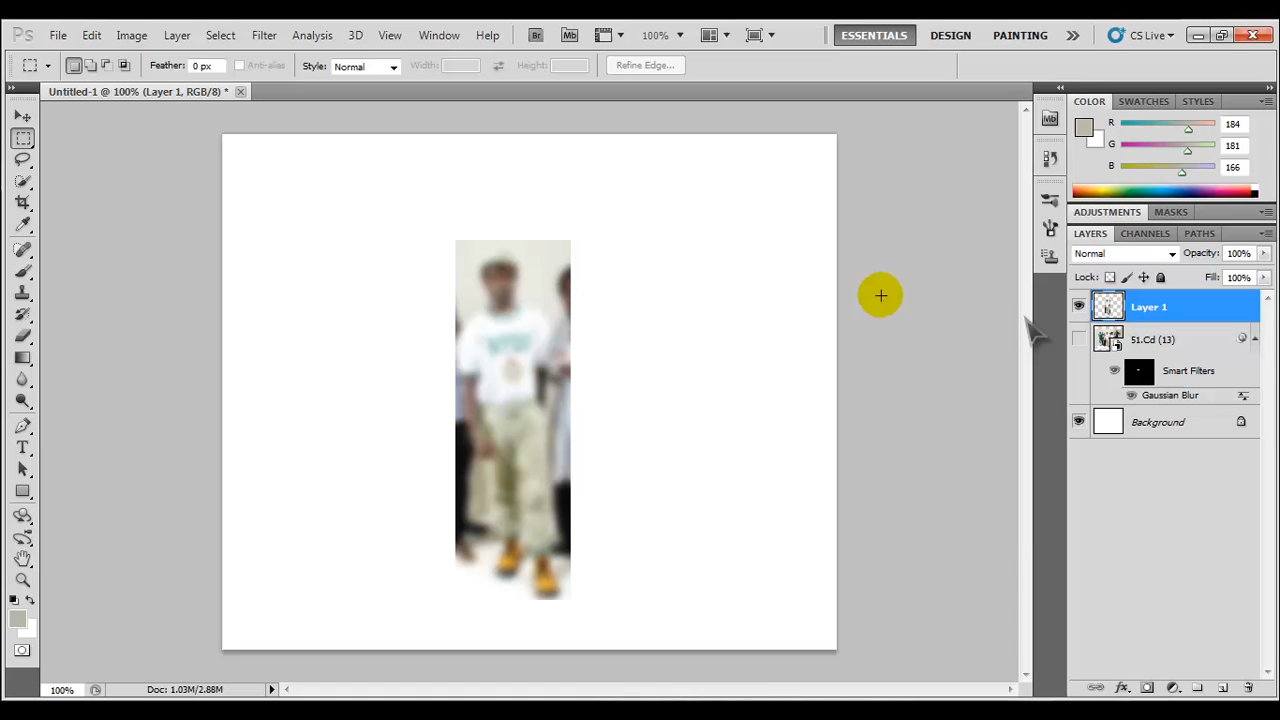 Ps File Edit Image Layer Select Filter Analysis 3D View Window Help Br Mb 100% ESSENTIALS DESIGN PAINTING CS Live
Feather: 0 px Anti-alias Style: Normal Width: Height: Refine Edge...
Untitled-1 @ 100% (Layer 1, RGB/8) *
COLOR SWATCHES STYLES
Mb
R 184
G 181
B 166
ADJUSTMENTS MASKS
LAYERS CHANNELS PATHS
Normal Opacity: 100%
Lock: Fill: 100%
Layer 1
51.Cd (13)
Smart Filters
Gaussian Blur
Background
T
100% Doc: 1.03M/2.88M
fx